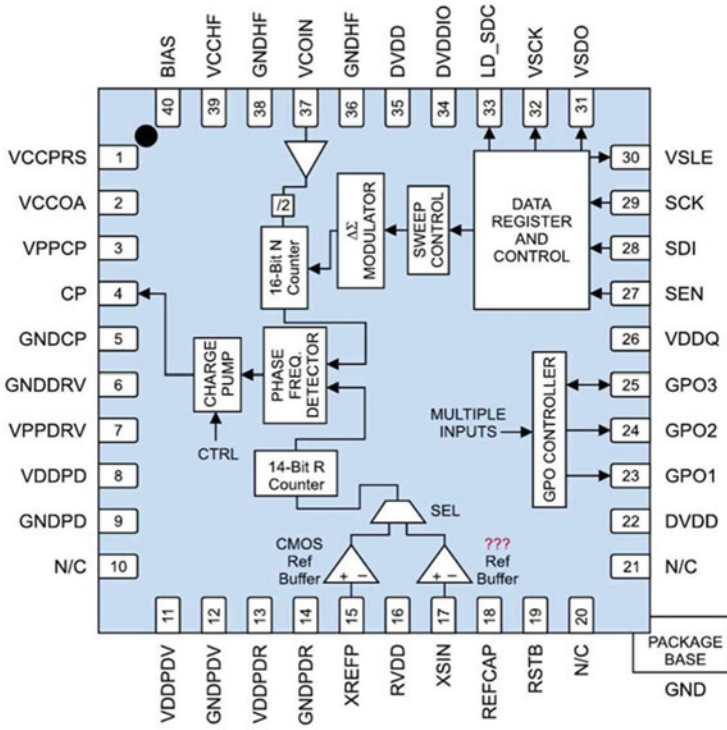 BIAS
VCCHF
GNDHF
VCOIN
GNDHF
DVDD
DVDDIO
LD_SDC
VSCK
VSDO
40
39
38
37
36
35
34
33
32
31
VCCPRS
1
VCCOA
2
VPPCP
3
CP
4
GNDCP
5
GNDDRV
6
VPPDRV
7
VDDPD
8
GNDPD
9
N/C
10
/2
16-Bit N
Counter
ΔΣ
MODULATOR
SWEEP
CONTROL
DATA
REGISTER
AND
CONTROL
CHARGE
PUMP
PHASE
FREQ.
DETECTOR
CTRL
14-Bit R
Counter
SEL
CMOS
Ref
Buffer
+ −
???
Ref
Buffer
+ −
MULTIPLE
INPUTS
GPO CONTROLLER
30
VSLE
29
SCK
28
SDI
27
SEN
26
VDDQ
25
GPO3
24
GPO2
23
GPO1
22
DVDD
21
N/C
11
12
13
14
15
16
17
18
19
20
VDDPDV
GNDPDV
VDDPDR
GNDPDR
XREFP
RVDD
XSIN
REFCAP
RSTB
N/C
PACKAGE
BASE
GND